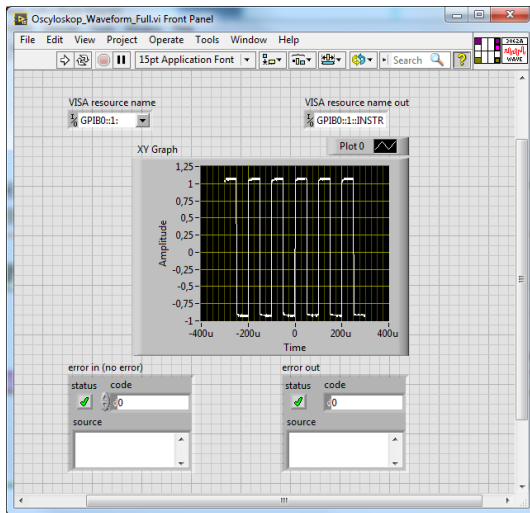 Oscyloskop_Waveform_Full.vi Front Panel
File Edit View Project Operate Tools Window Help
15pt Application Font
Search
?
WAVE
VISA resource name
GPIB0::1:
VISA resource name out
GPIB0::1::INSTR
XY Graph
Plot 0
1,25
1
0,75
0,5
0,25
0
-0,25
-0,5
-0,75
-1
Amplitude
-400u -200u 0 200u 400u
Time
error in (no error)
status code
0
source
error out
status code
0
source